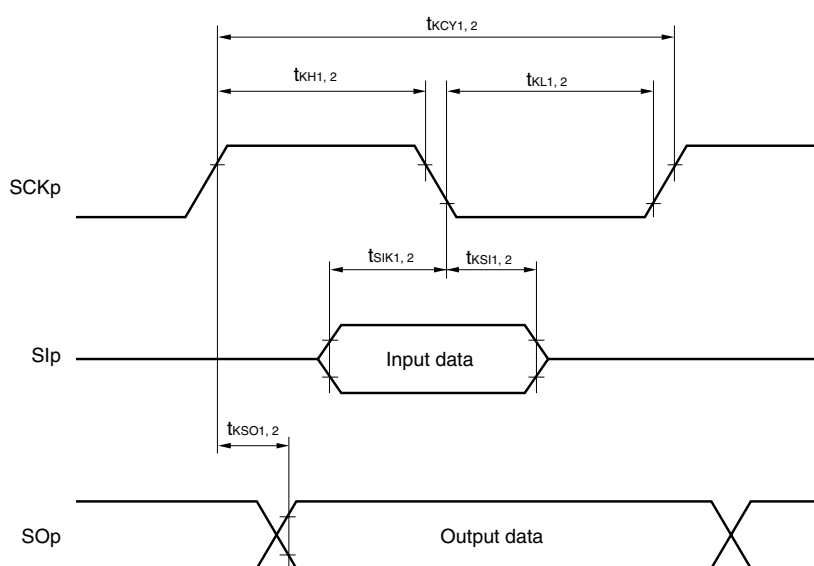 tKCY1, 2
tKH1, 2
tKL1, 2
SCKp
tSIK1, 2
tKSI1, 2
SIp
Input data
tKSO1, 2
SOp
Output data